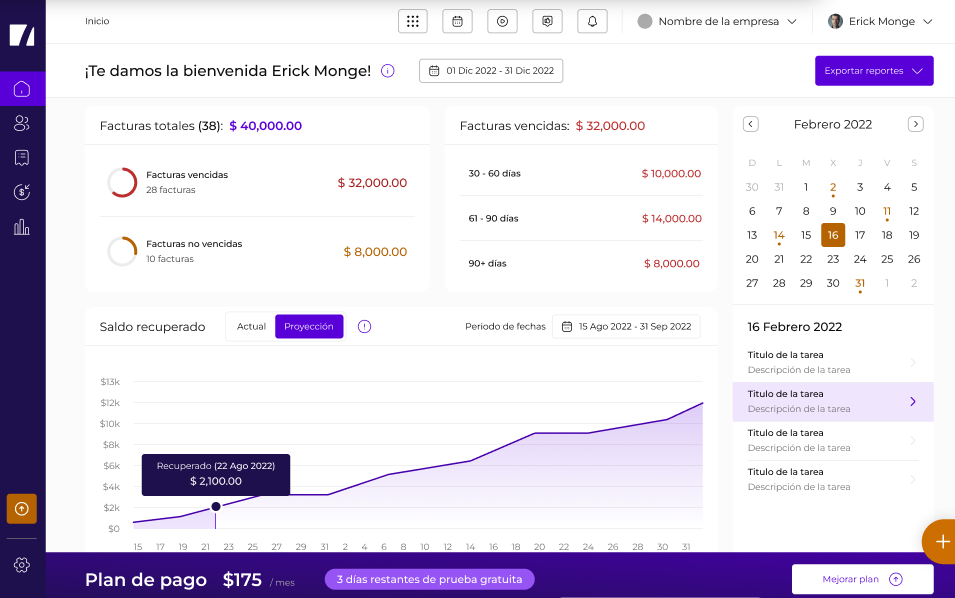 Inicio
Nombre de la empresa
Erick Monge
¡Te damos la bienvenida Erick Monge!
01 Dic 2022 - 31 Dic 2022
Exportar reportes
Facturas totales (38): $ 40,000.00
Facturas vencidas
28 facturas
$ 32,000.00
Facturas no vencidas
10 facturas
$ 8,000.00
Facturas vencidas: $ 32,000.00
30 - 60 días $ 10,000.00
61 - 90 días $ 14,000.00
90+ días $ 8,000.00
Febrero 2022
D L M X J V S
30 31 1 2 3 4 5
6 7 8 9 10 11 12
13 14 15 16 17 18 19
20 21 22 23 24 25 26
27 28 29 30 31 1 2
16 Febrero 2022
Titulo de la tarea
Descripción de la tarea
Titulo de la tarea
Descripción de la tarea
Titulo de la tarea
Descripción de la tarea
Titulo de la tarea
Descripción de la tarea
Saldo recuperado
Actual
Proyección
Periodo de fechas
15 Ago 2022 - 31 Sep 2022
$13k
$12k
$10k
$8k
$6k
$4k
$2k
$0
Recuperado (22 Ago 2022)
$ 2,100.00
15 17 19 21 23 25 27 29 31 2 4 6 8 10 12 14 16 18 20 22 24 26 28 30 31
Plan de pago $175 / mes
3 días restantes de prueba gratuita
Mejorar plan